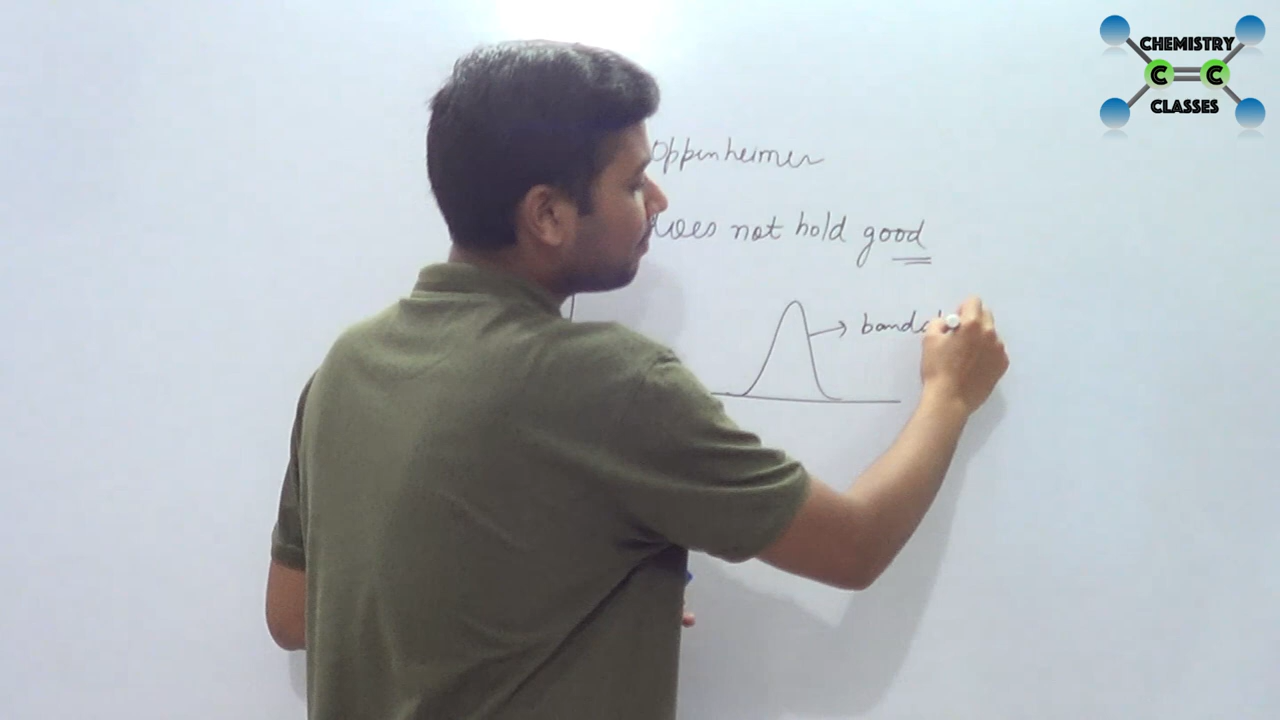 CHEMISTRY
C C
CLASSES
Oppenheimer
does not hold good
band